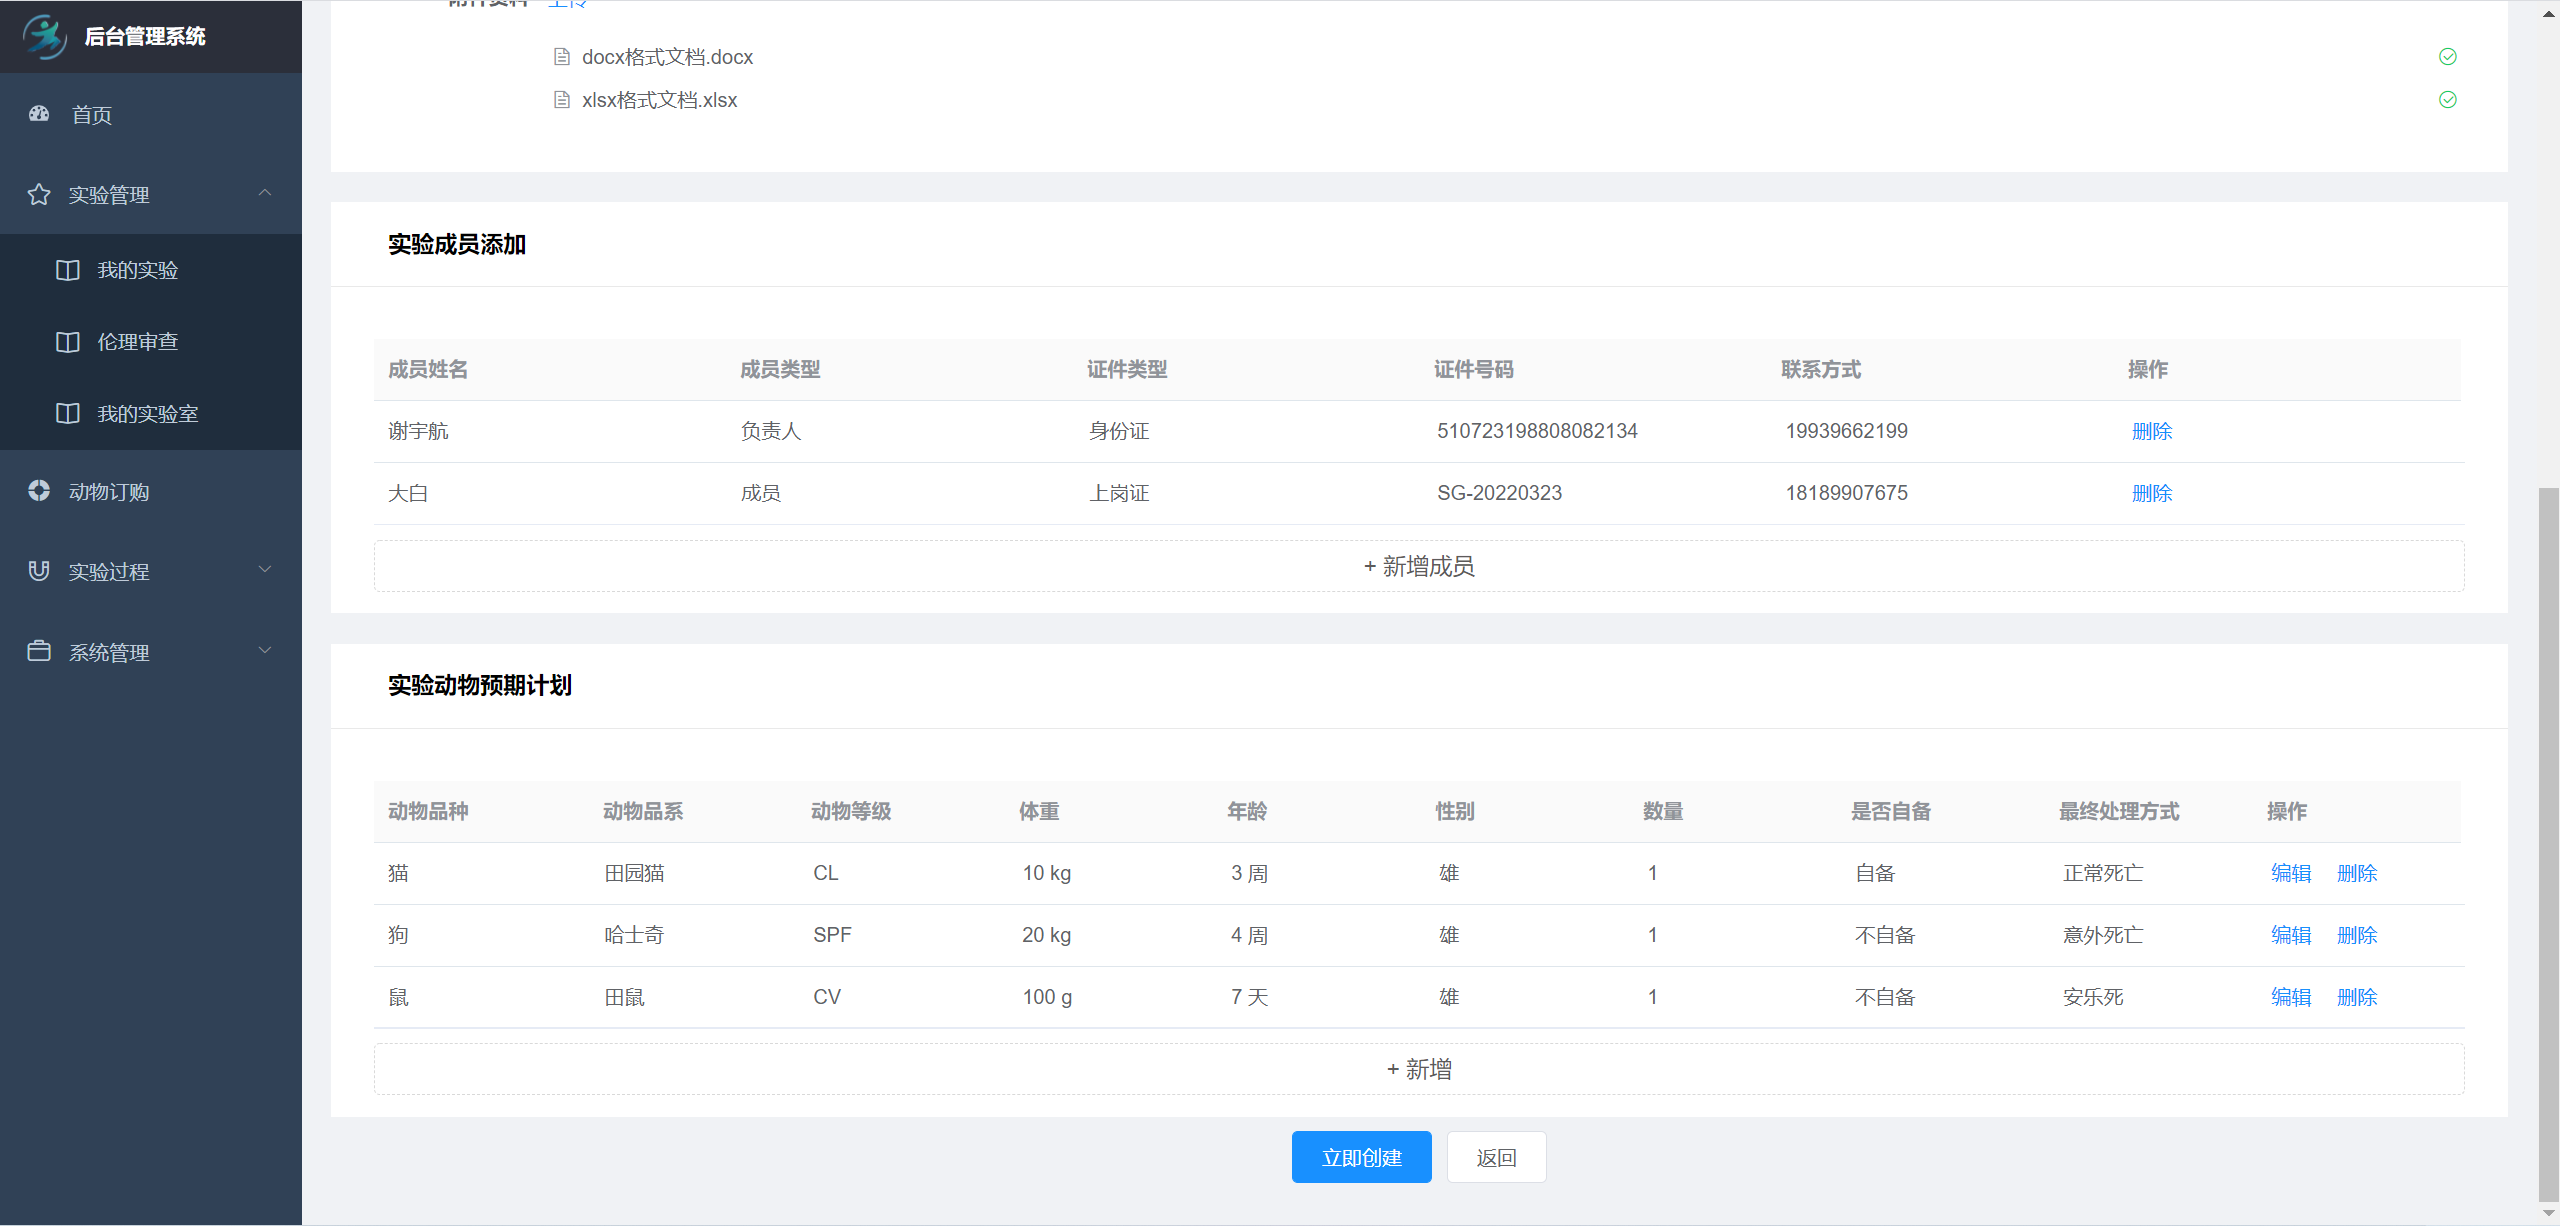 后台管理系统
首页
实验管理
我的实验
伦理审查
我的实验室
动物订购
实验过程
系统管理
附件资料 上传
docx格式文档.docx
xlsx格式文档.xlsx
实验成员添加
成员姓名 成员类型 证件类型 证件号码 联系方式 操作
谢宇航 负责人 身份证 510723198808082134 19939662199 删除
大白 成员 上岗证 SG-20220323 18189907675 删除
+ 新增成员
实验动物预期计划
动物品种 动物品系 动物等级 体重 年龄 性别 数量 是否自备 最终处理方式 操作
猫 田园猫 CL 10 kg 3 周 雄 1 自备 正常死亡 编辑 删除
狗 哈士奇 SPF 20 kg 4 周 雄 1 不自备 意外死亡 编辑 删除
鼠 田鼠 CV 100 g 7 天 雄 1 不自备 安乐死 编辑 删除
+ 新增
立即创建 返回